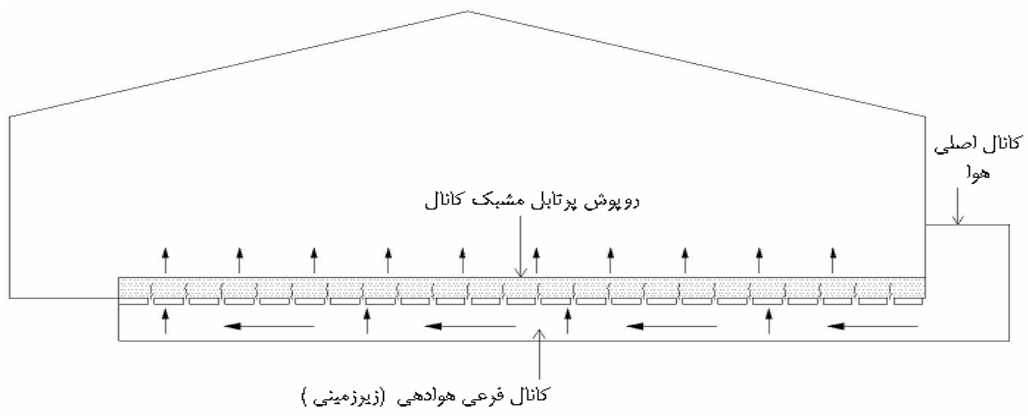 کانال اصلی
هوا
روپوش پرتابل مشبک کانال
کانال فرعی هوادهی (زیرزمینی )